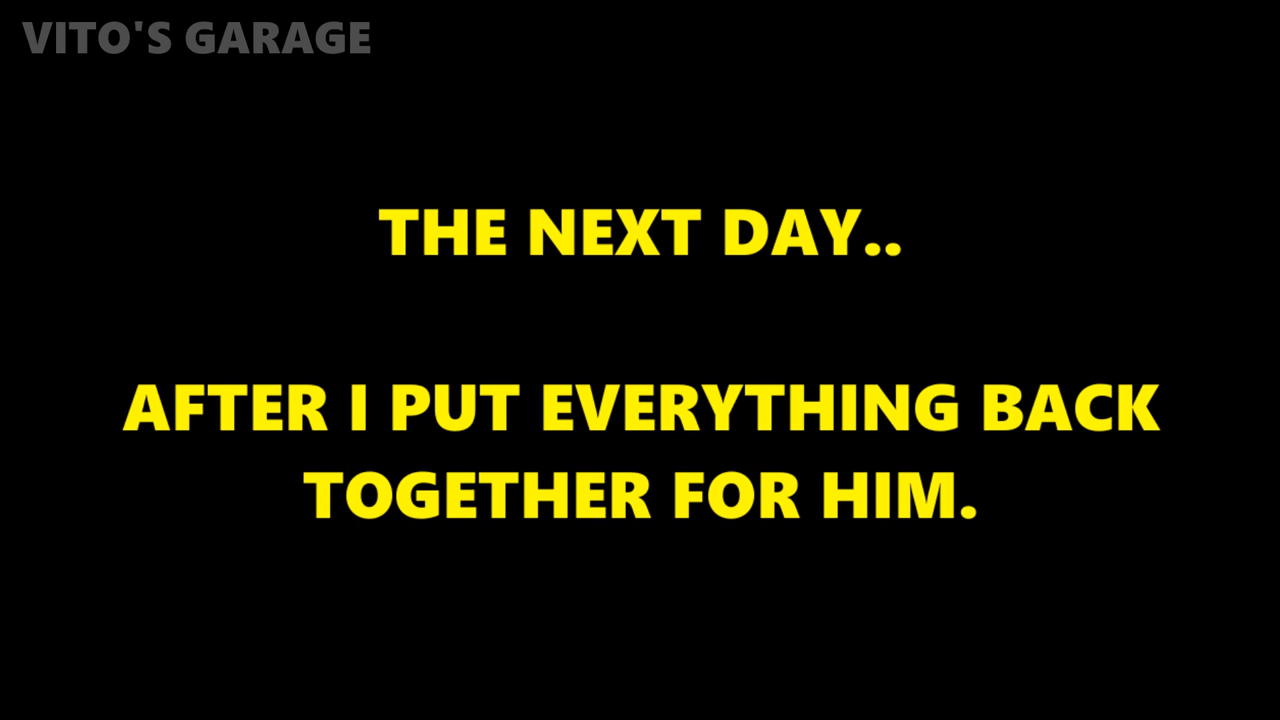 VITO'S GARAGE
THE NEXT DAY..
AFTER I PUT EVERYTHING BACK
TOGETHER FOR HIM.